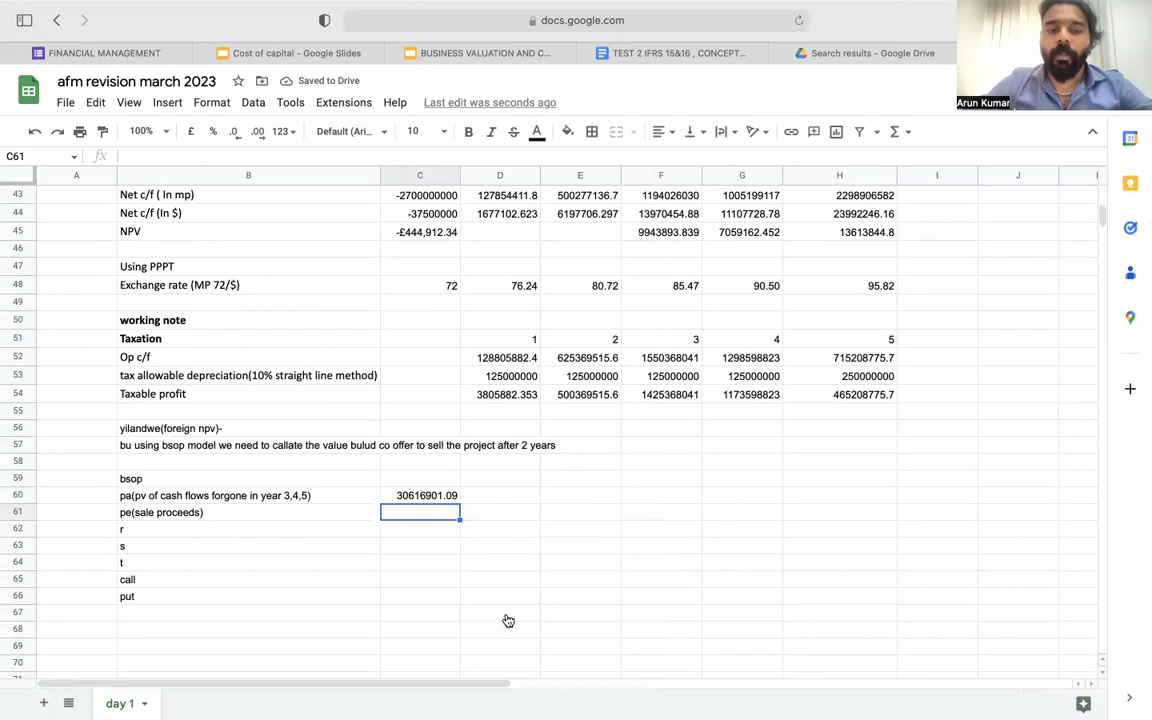 docs.google.com
FINANCIAL MANAGEMENT
Cost of capital - Google Slides
BUSINESS VALUATION AND C...
TEST 2 IFRS 15&16 , CONCEPT...
Search results - Google Drive
afm revision march 2023
Saved to Drive
File Edit View Insert Format Data Tools Extensions Help Last edit was seconds ago
100% £ % .0 .00 123 Default (Ari... 10 B I S A
C61 fx
A B C D E F G H I J
43 Net c/f ( In mp) -2700000000 127854411.8 500277136.7 1194026030 1005199117 2298906582
44 Net c/f (In $) -37500000 1677102.623 6197706.297 13970454.88 11107728.78 23992246.16
45 NPV -£444,912.34 9943893.839 7059162.452 13613844.8
46
47 Using PPPT
48 Exchange rate (MP 72/$) 72 76.24 80.72 85.47 90.50 95.82
49
50 working note
51 Taxation 1 2 3 4 5
52 Op c/f 128805882.4 625369515.6 1550368041 1298598823 715208775.7
53 tax allowable depreciation(10% straight line method) 125000000 125000000 125000000 125000000 250000000
54 Taxable profit 3805882.353 500369515.6 1425368041 1173598823 465208775.7
55
56 yilandwe(foreign npv)-
57 bu using bsop model we need to callate the value bulud co offer to sell the project after 2 years
58
59 bsop
60 pa(pv of cash flows forgone in year 3,4,5) 30616901.09
61 pe(sale proceeds)
62 r
63 s
64 t
65 call
66 put
67
68
69
70
day 1
Arun Kumar